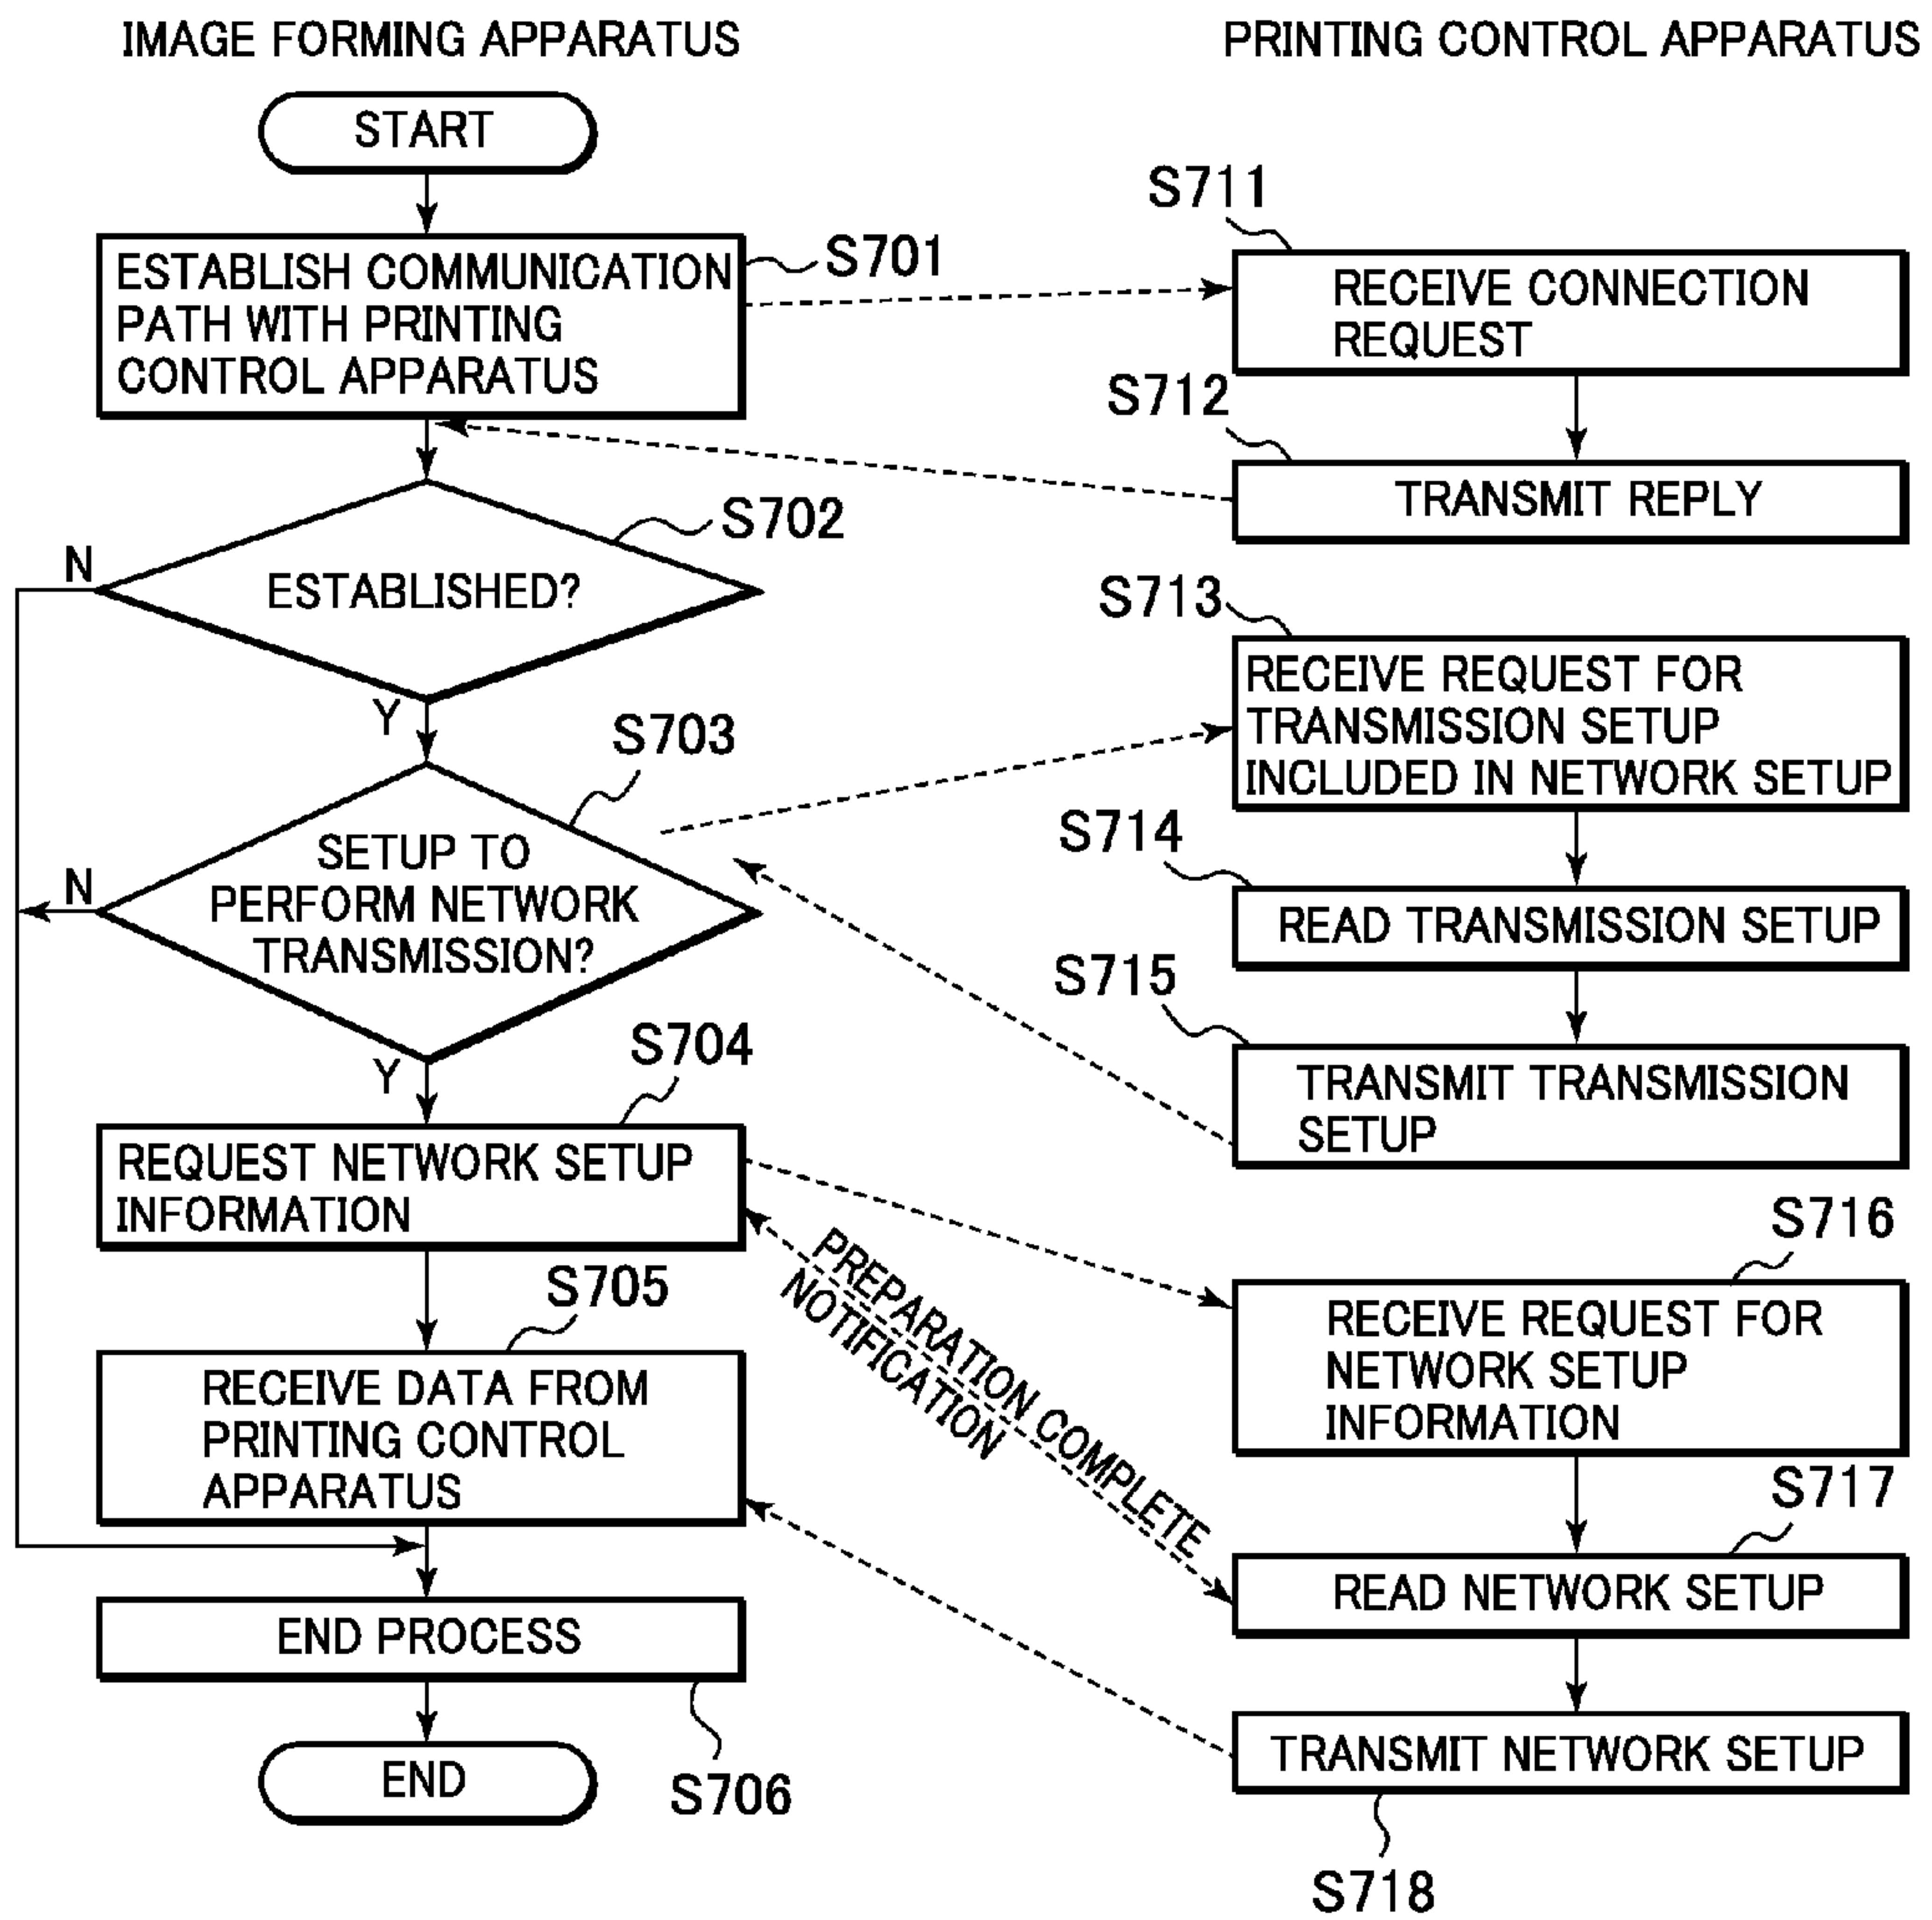 IMAGE FORMING APPARATUS
START
ESTABLISH COMMUNICATION
PATH WITH PRINTING
CONTROL APPARATUS
S701
ESTABLISHED?
S702
N
Y
SETUP TO
PERFORM NETWORK
TRANSMISSION?
S703
N
Y
S704
REQUEST NETWORK SETUP
INFORMATION
S705
RECEIVE DATA FROM
PRINTING CONTROL
APPARATUS
END PROCESS
S706
END
PREPARATION COMPLETE
NOTIFICATION
PRINTING CONTROL APPARATUS
S711
RECEIVE CONNECTION
REQUEST
S712
TRANSMIT REPLY
S713
RECEIVE REQUEST FOR
TRANSMISSION SETUP
INCLUDED IN NETWORK SETUP
S714
READ TRANSMISSION SETUP
S715
TRANSMIT TRANSMISSION
SETUP
S716
RECEIVE REQUEST FOR
NETWORK SETUP
INFORMATION
S717
READ NETWORK SETUP
TRANSMIT NETWORK SETUP
S718